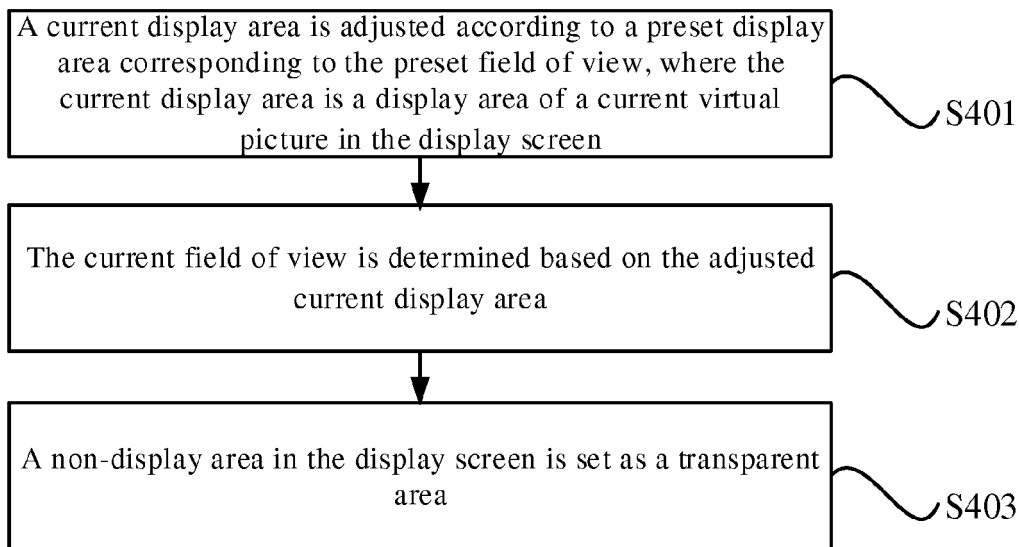 A current display area is adjusted according to a preset display
area corresponding to the preset field of view, where the
current display area is a display area of a current virtual
picture in the display screen
S401
The current field of view is determined based on the adjusted
current display area
S402
A non-display area in the display screen is set as a transparent
area
S403